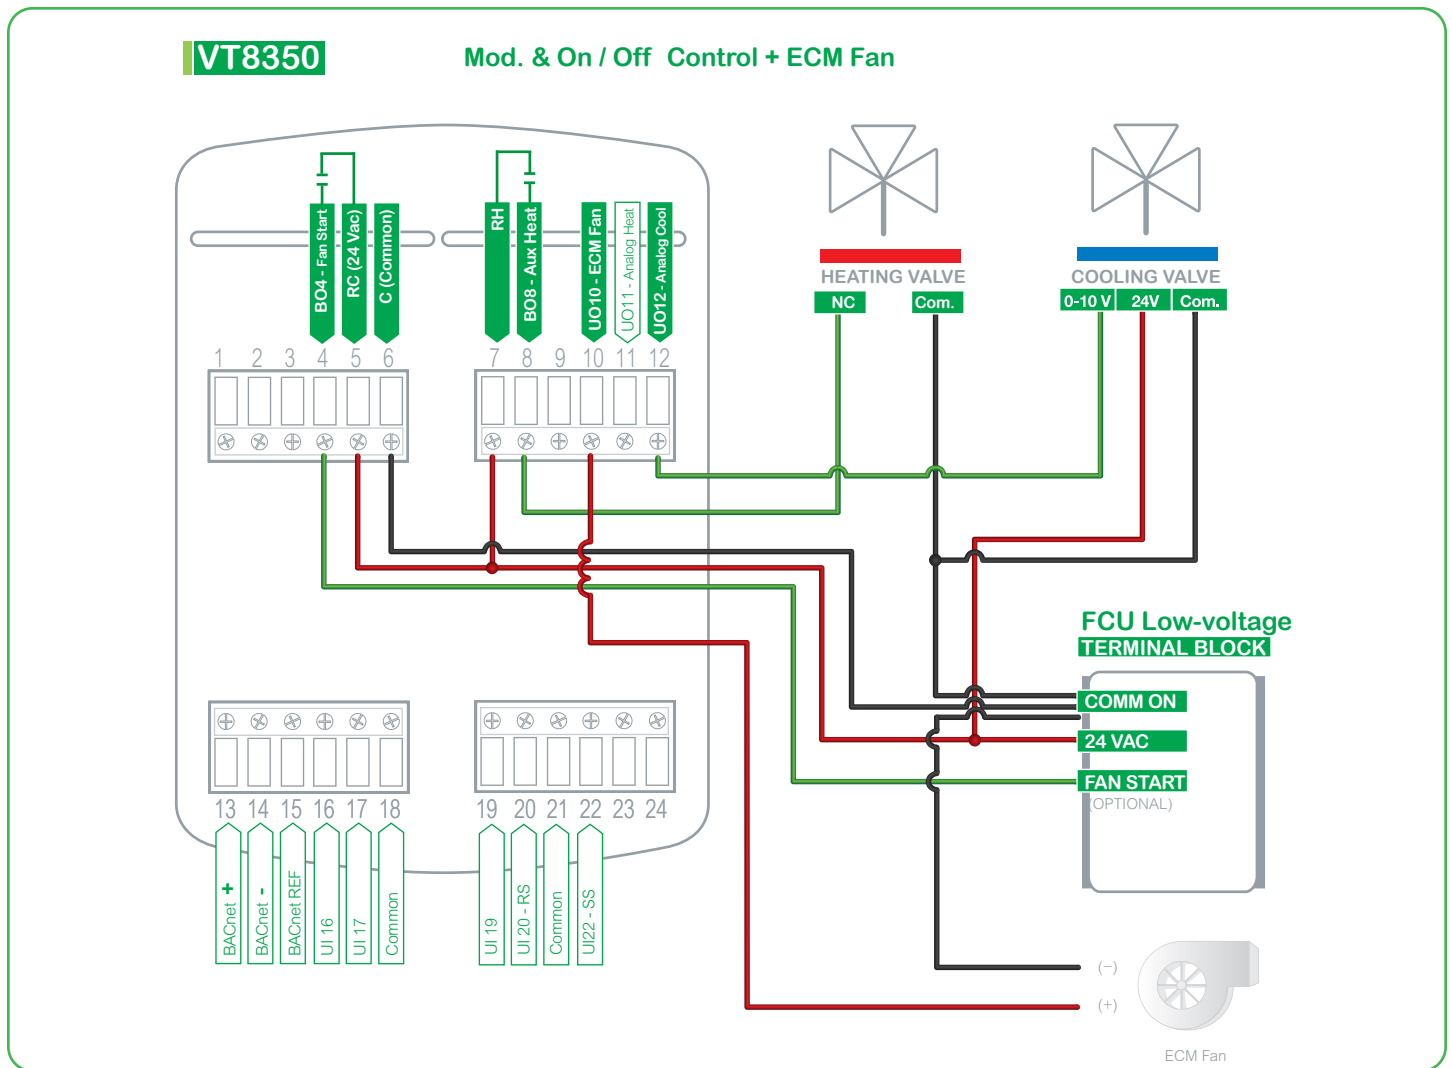 VT8350
Mod. & On / Off Control + ECM Fan
BO4 - Fan Start
RC (24 Vac)
C (Common)
RH
BO8 - Aux Heat
UO10 - ECM Fan
UO11 - Analog Heat
UO12 - Analog Cool
1 2 3 4 5 6
7 8 9 10 11 12
HEATING VALVE
NC Com.
COOLING VALVE
0-10 V 24V Com.
FCU Low-voltage
TERMINAL BLOCK
COMM ON
24 VAC
FAN START
(OPTIONAL)
13 14 15 16 17 18
19 20 21 22 23 24
BACnet +
BACnet -
BACnet REF
UI 16
UI 17
Common
UI 19
UI 20 - RS
Common
UI22 - SS
(–)
(+)
ECM Fan